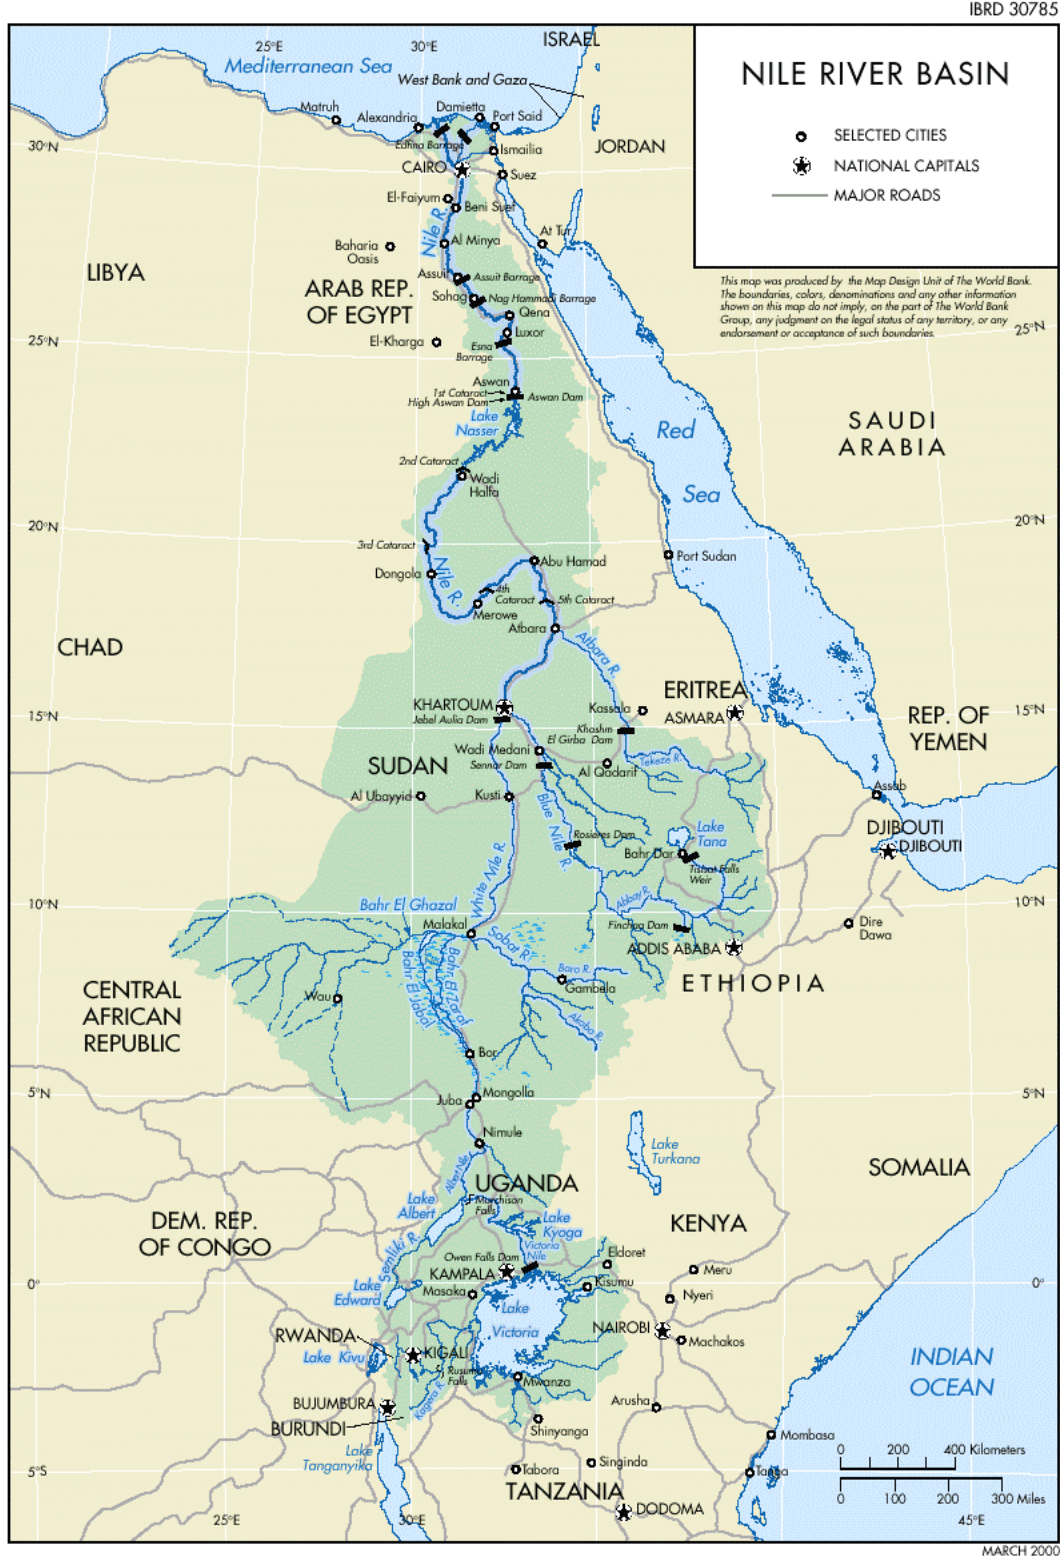 IBRD 30785
NILE RIVER BASIN
SELECTED CITIES
NATIONAL CAPITALS
MAJOR ROADS
This map was produced by the Map Design Unit of The World Bank.
The boundaries, colors, denominations and any other information
shown on this map do not imply, on the part of The World Bank
Group, any judgment on the legal status of any territory, or any
endorsement or acceptance of such boundaries.
25°E
30°E
ISRAEL
Mediterranean Sea
West Bank and Gaza
Matruh
Alexandria
Damietta
Port Said
30°N
Edfina Barrage
Ismailia
JORDAN
CAIRO
Suez
El-Faiyum
Beni Suef
Nile R.
Al Minya
At Tur
Baharia
Oasis
LIBYA
Assuit
Assuit Barrage
ARAB REP.
OF EGYPT
Sohag
Nag Hammadi Barrage
Qena
Luxor
25°N
25°N
El-Kharga
Esna
Barrage
Aswan
1st Cataract
High Aswan Dam
Aswan Dam
Lake
Nasser
Red
Sea
SAUDI
ARABIA
2nd Cataract
Wadi
Halfa
20°N
20°N
3rd Cataract
Port Sudan
Abu Hamad
Dongola
Nile R.
4th
Cataract
5th Cataract
Merowe
Atbara
Atbara R.
CHAD
KHARTOUM
Jebel Aulia Dam
ERITREA
ASMARA
Kassala
15°N
15°N
Khashm
El Girba Dam
REP. OF
YEMEN
SUDAN
Wadi Medani
Sennar Dam
Al Qadarif
Tekeze R.
Al Ubayyid
Kusti
Assab
Blue Nile R.
Rosieres Dam
Lake
Tana
DJIBOUTI
DJIBOUTI
Bahr Dar
Tissat Falls
Weir
White Nile R.
Abbay R.
10°N
10°N
Bahr El Ghazal
Malakal
Sobat R.
Finchaa Dam
Dire
Dawa
ADDIS ABABA
ETHIOPIA
Bahr El Jabal
Bahr El Zaraf
Baro R.
Gambela
Akobo R.
CENTRAL
AFRICAN
REPUBLIC
Wau
Bor
5°N
5°N
Juba
Mongolla
Nimule
Lake
Turkana
SOMALIA
Albert Nile
UGANDA
Lake
Albert
Murchison
Falls
DEM. REP.
OF CONGO
Lake
Kyoga
KENYA
Victoria
Nile
Semliki R.
Owen Falls Dam
Eldoret
KAMPALA
Meru
0°
0°
Lake
Edward
Masaka
Kisumu
Nyeri
Lake
Victoria
NAIROBI
Machakos
RWANDA
Lake Kivu
KIGALI
Rusumo
Falls
INDIAN
OCEAN
Mwanza
Kagera R.
BUJUMBURA
BURUNDI
Arusha
Shinyanga
Mombasa
Lake
Tanganyika
5°S
Tabora
Singinda
Tanga
TANZANIA
DODOMA
0 200 400 Kilometers
0 100 200 300 Miles
25°E
30°E
45°E
MARCH 2000